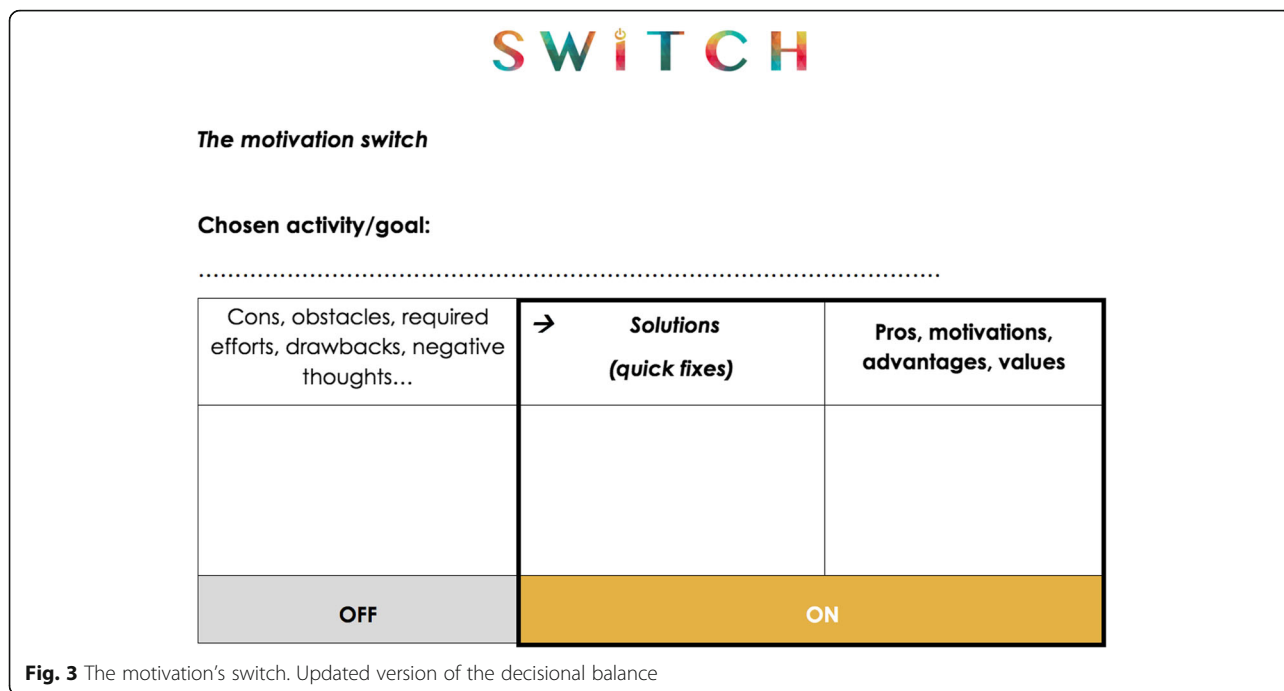 SWiTCH
The motivation switch
Chosen activity/goal:
……………………………………………………………………………………
Cons, obstacles, required
efforts, drawbacks, negative
thoughts…
→ Solutions
(quick fixes)
Pros, motivations,
advantages, values
OFF
ON
Fig. 3 The motivation’s switch. Updated version of the decisional balance